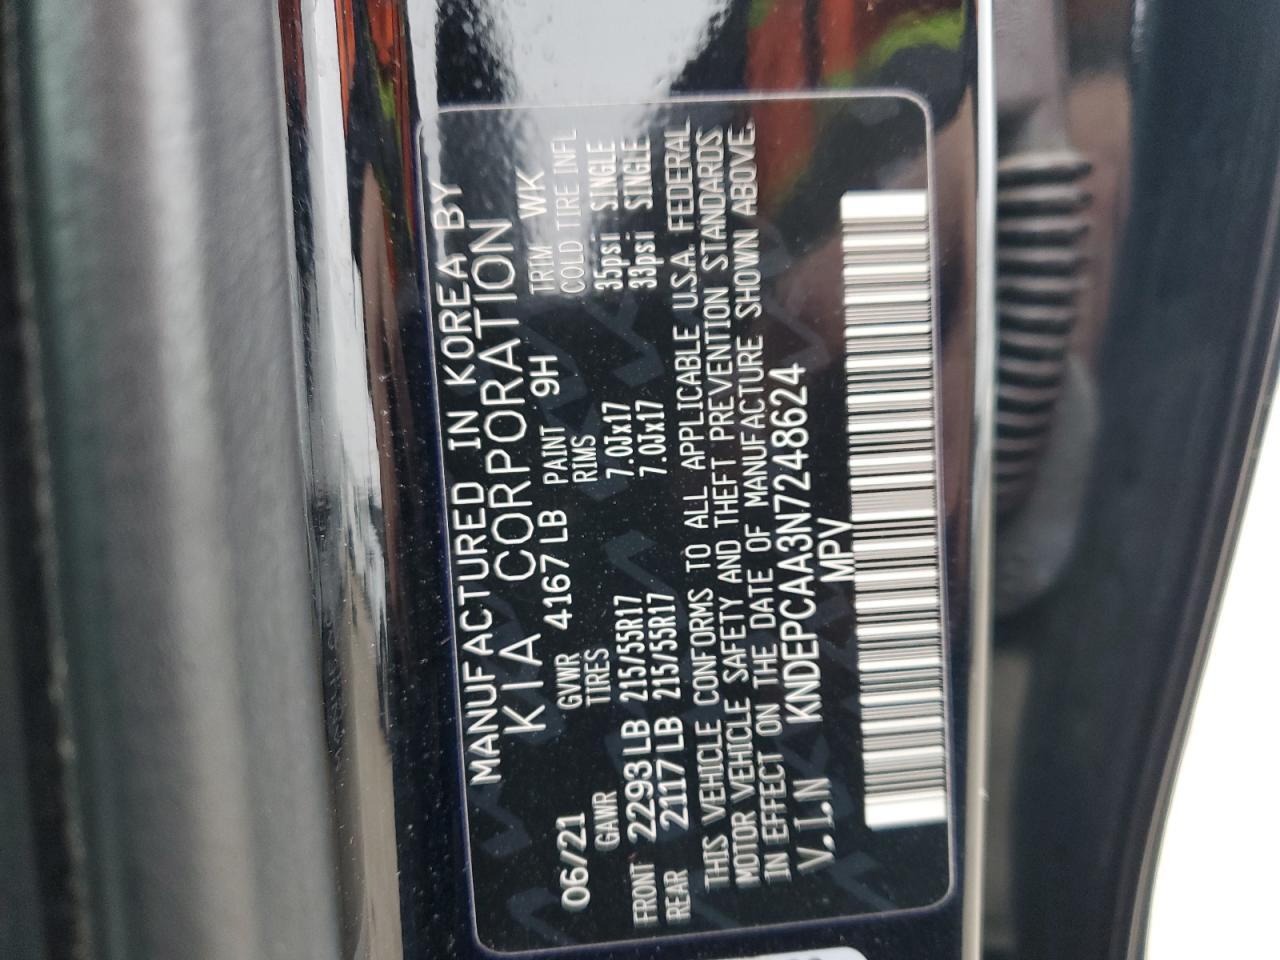 MANUFACTURED IN KOREA BY
KIA CORPORATION
06/21 GVWR 4167 LB PAINT 9H TRIM WK
GAWR TIRES RIMS COLD TIRE INFL
FRONT 2293 LB 215/55R17 7.0Jx17 35psi SINGLE
REAR 2117 LB 215/55R17 7.0Jx17 33psi SINGLE
THIS VEHICLE CONFORMS TO ALL APPLICABLE U.S.A. FEDERAL
MOTOR VEHICLE SAFETY AND THEFT PREVENTION STANDARDS
IN EFFECT ON THE DATE OF MANUFACTURE SHOWN ABOVE.
V.I.N KNDEPCAA3N7248624
MPV